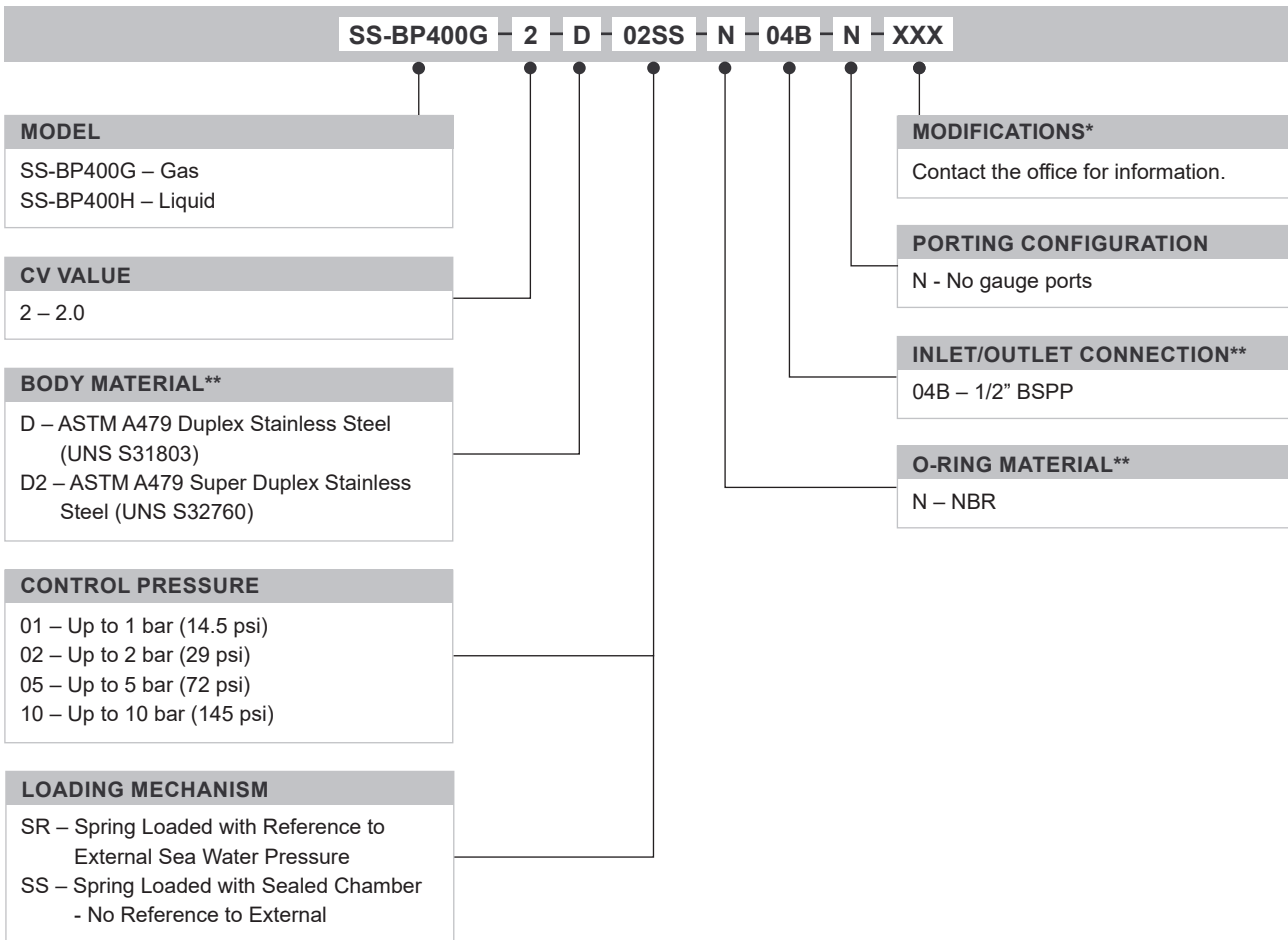 SS-BP400G – 2 – D – 02SS – N – 04B – N – XXX
MODEL
SS-BP400G – Gas
SS-BP400H – Liquid
CV VALUE
2 – 2.0
BODY MATERIAL**
D – ASTM A479 Duplex Stainless Steel
(UNS S31803)
D2 – ASTM A479 Super Duplex Stainless
Steel (UNS S32760)
CONTROL PRESSURE
01 – Up to 1 bar (14.5 psi)
02 – Up to 2 bar (29 psi)
05 – Up to 5 bar (72 psi)
10 – Up to 10 bar (145 psi)
LOADING MECHANISM
SR – Spring Loaded with Reference to
External Sea Water Pressure
SS – Spring Loaded with Sealed Chamber
- No Reference to External
MODIFICATIONS*
Contact the office for information.
PORTING CONFIGURATION
N - No gauge ports
INLET/OUTLET CONNECTION**
04B – 1/2” BSPP
O-RING MATERIAL**
N – NBR